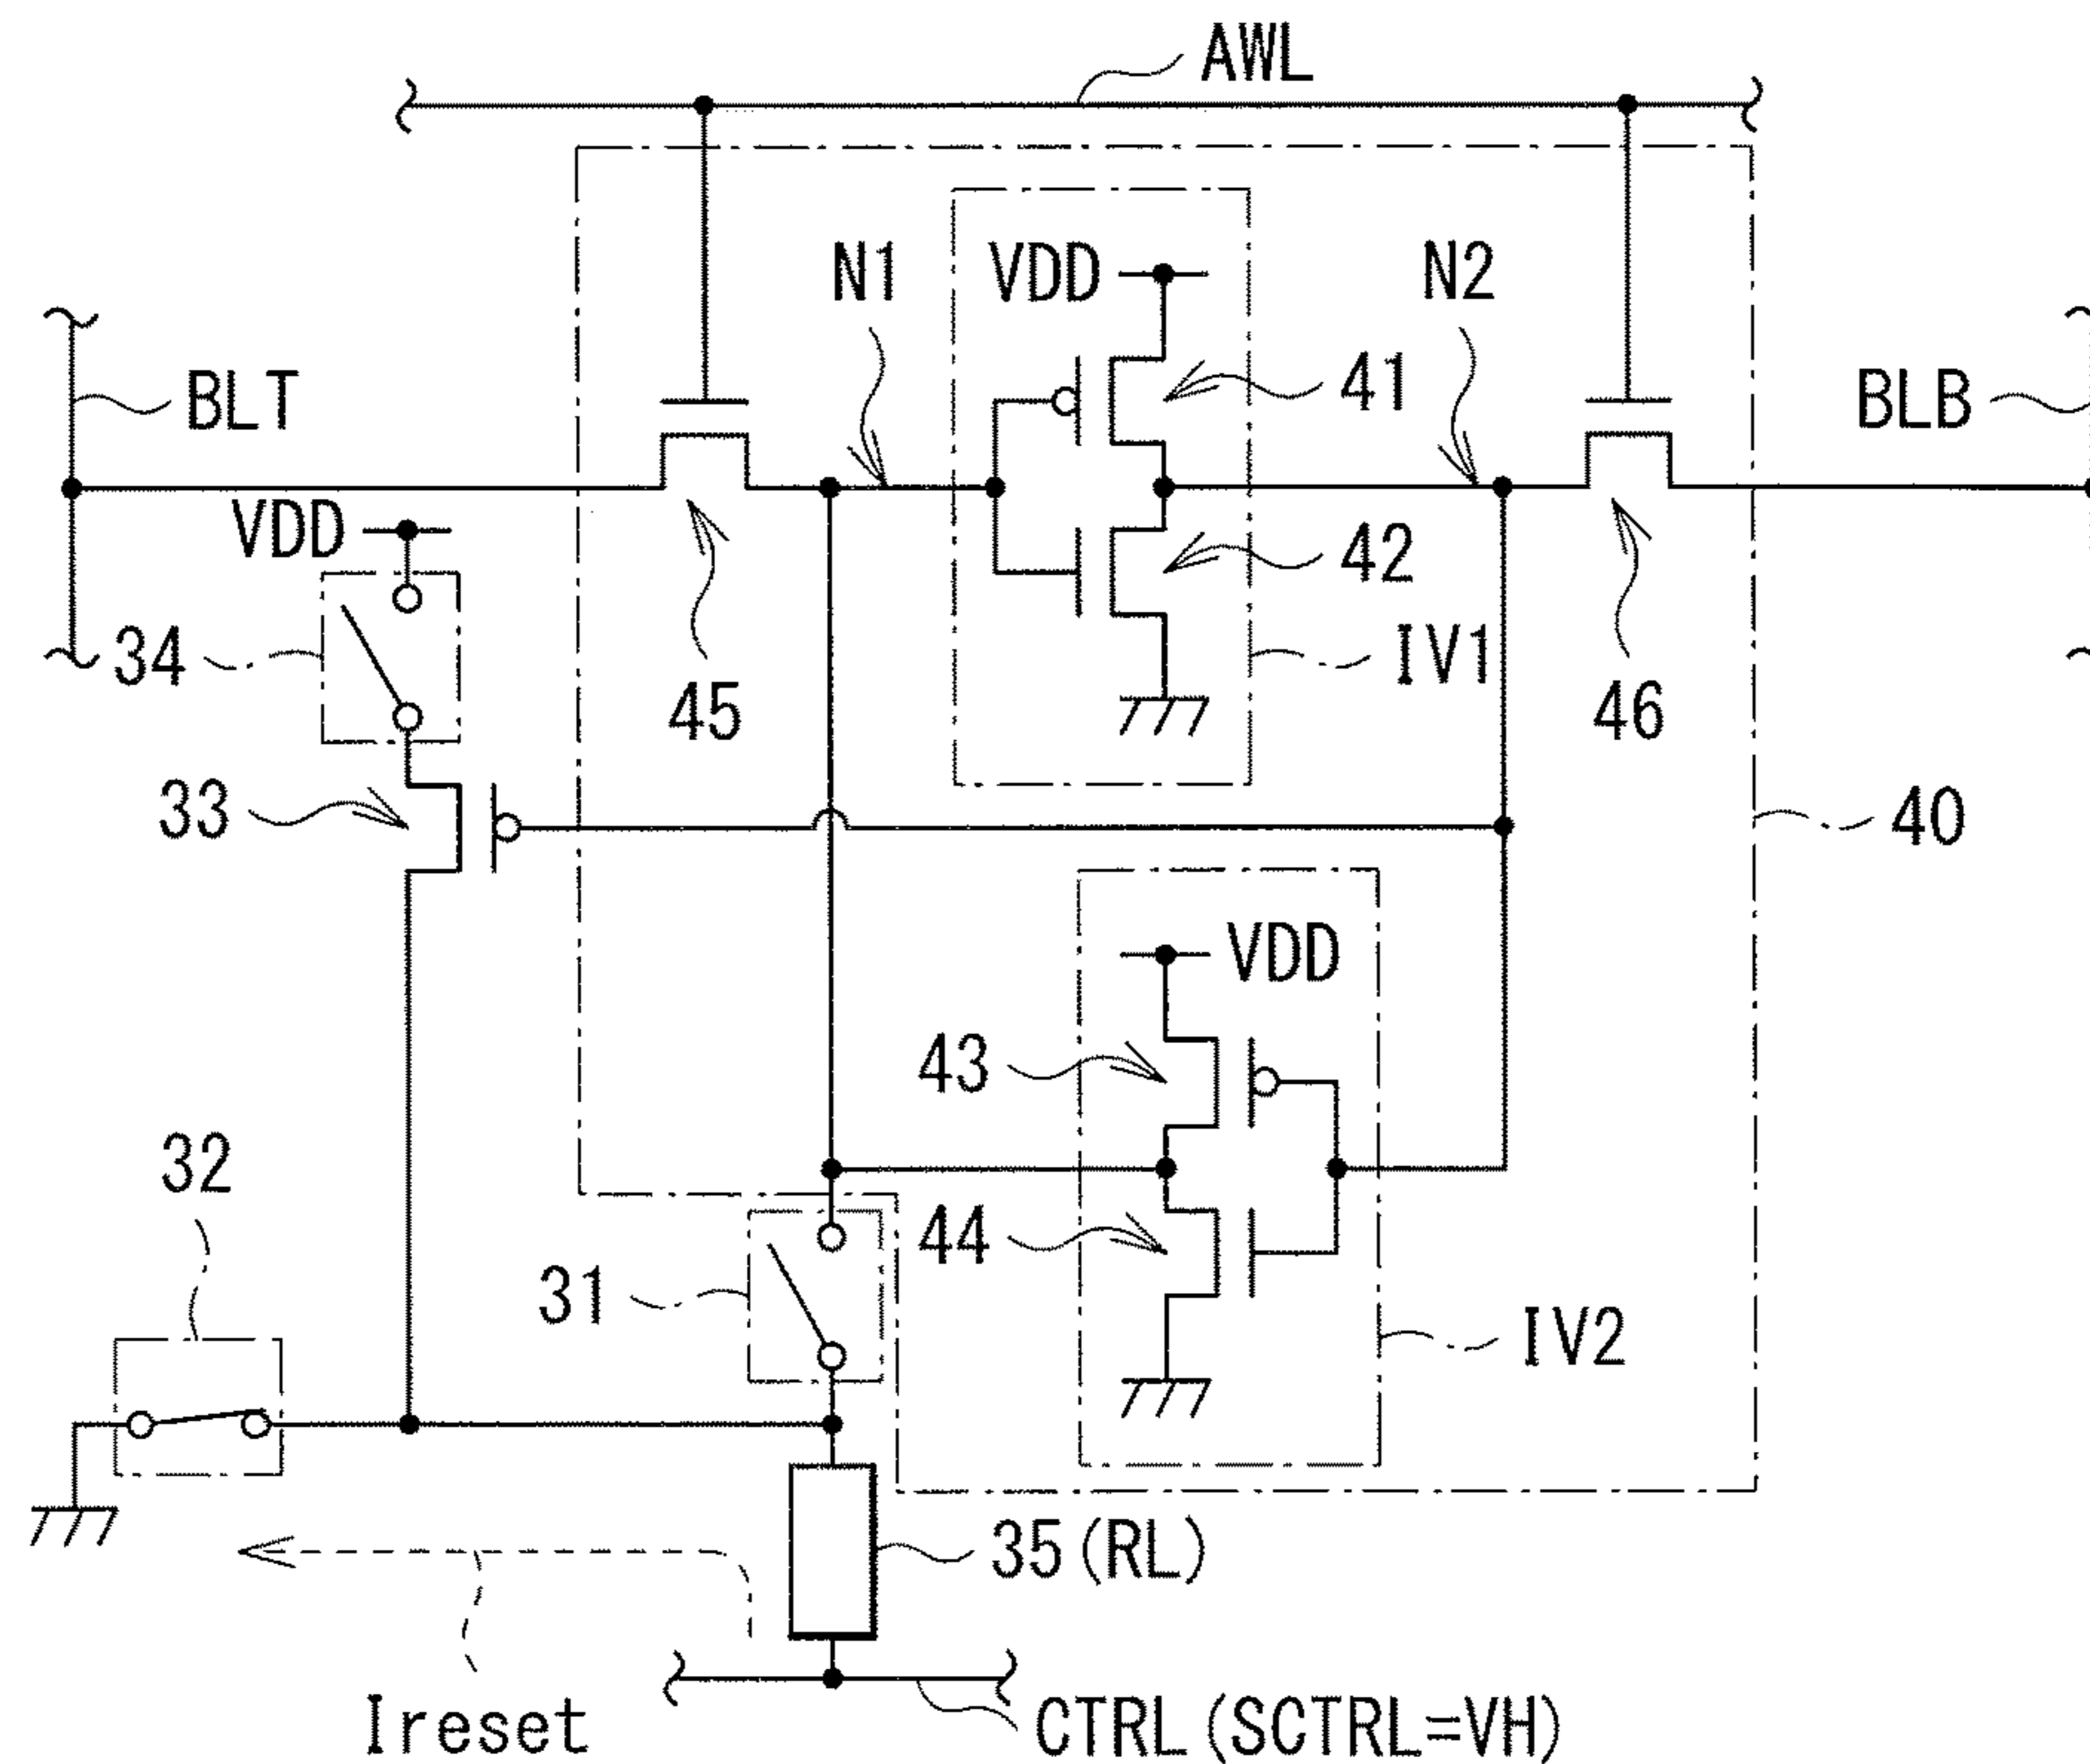 AWL
N1
VDD
N2
BLT
41
BLB
VDD
42
34
45
IV1
46
33
40
VDD
43
32
44
31
IV2
35(RL)
Ireset
CTRL(SCTRL=VH)